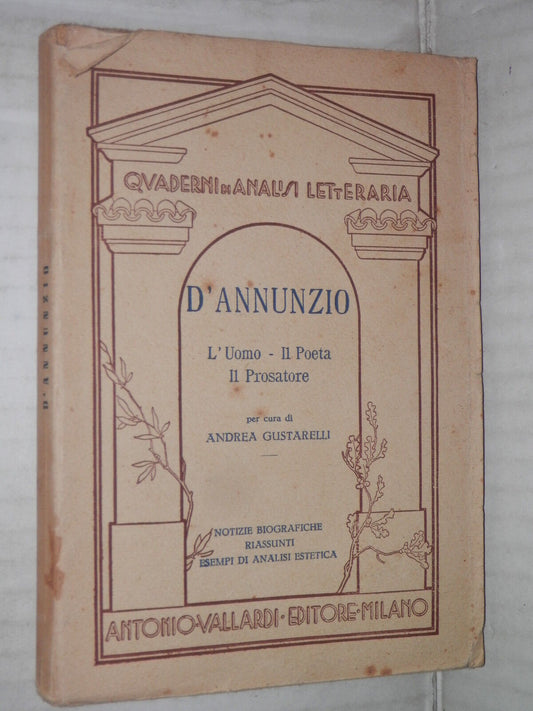 QVADERNI DI ANALISI LETTERARIA
D'ANNUNZIO
L'Uomo - Il Poeta
Il Prosatore
per cura di
ANDREA GUSTARELLI
NOTIZIE BIOGRAFICHE
RIASSUNTI
ESEMPI DI ANALISI ESTETICA
ANTONIO·VALLARDI·EDITORE·MILANO
D'ANNUNZIO